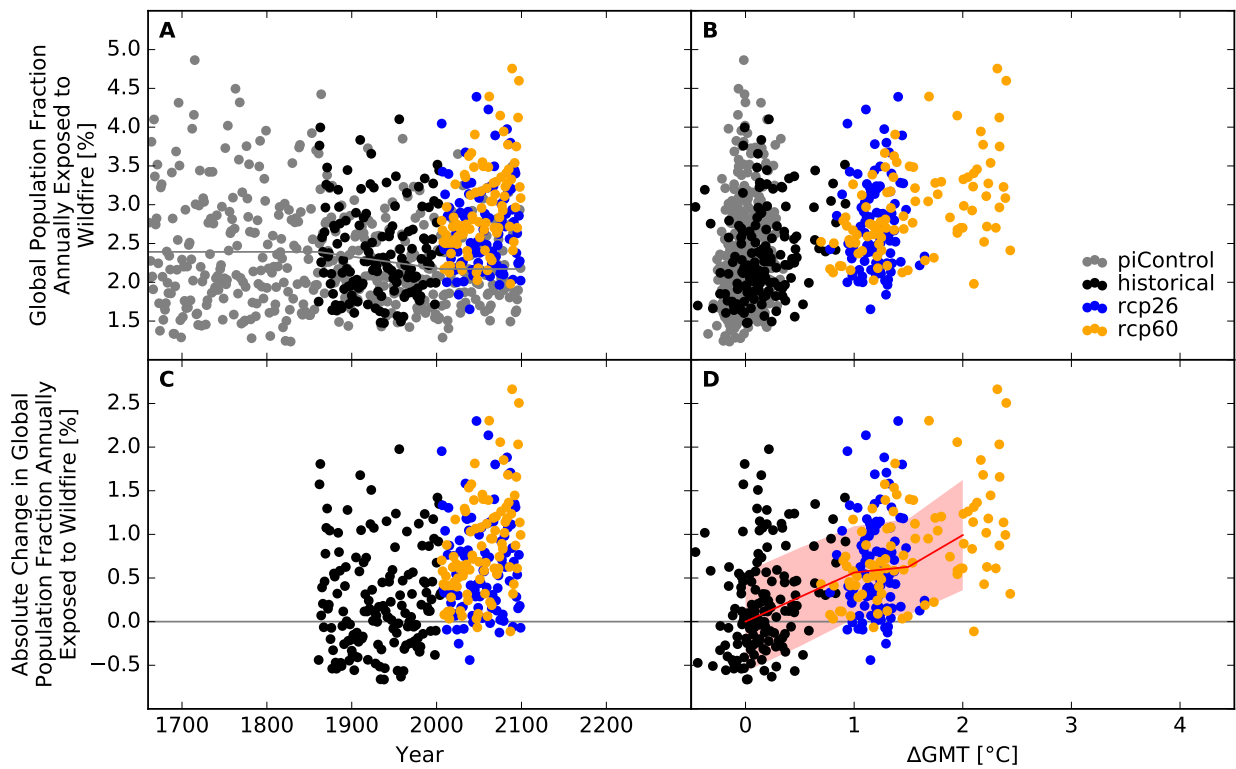 Global Population Fraction
Annually Exposed to
Wildfire [%]
5.0
4.5
4.0
3.5
3.0
2.5
2.0
1.5
A
B
piControl
historical
rcp26
rcp60
Absolute Change in Global
Population Fraction Annually
Exposed to Wildfire [%]
2.5
2.0
1.5
1.0
0.5
0.0
−0.5
C
D
1700 1800 1900 2000 2100 2200
Year
0 1 2 3 4
ΔGMT [°C]